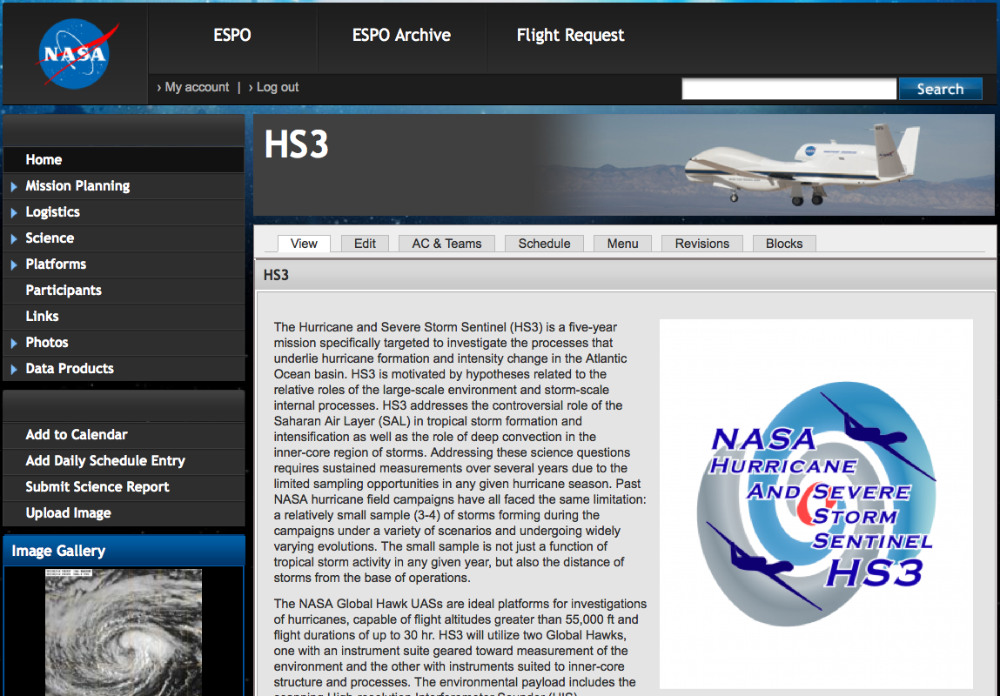 NASA
ESPO
ESPO Archive
Flight Request
› My account | › Log out
Search
Home
Mission Planning
Logistics
Science
Platforms
Participants
Links
Photos
Data Products
Add to Calendar
Add Daily Schedule Entry
Submit Science Report
Upload Image
Image Gallery
HS3
View
Edit
AC & Teams
Schedule
Menu
Revisions
Blocks
HS3
The Hurricane and Severe Storm Sentinel (HS3) is a five-year
mission specifically targeted to investigate the processes that
underlie hurricane formation and intensity change in the Atlantic
Ocean basin. HS3 is motivated by hypotheses related to the
relative roles of the large-scale environment and storm-scale
internal processes. HS3 addresses the controversial role of the
Saharan Air Layer (SAL) in tropical storm formation and
intensification as well as the role of deep convection in the
inner-core region of storms. Addressing these science questions
requires sustained measurements over several years due to the
limited sampling opportunities in any given hurricane season. Past
NASA hurricane field campaigns have all faced the same limitation:
a relatively small sample (3-4) of storms forming during the
campaigns under a variety of scenarios and undergoing widely
varying evolutions. The small sample is not just a function of
tropical storm activity in any given year, but also the distance of
storms from the base of operations.
The NASA Global Hawk UASs are ideal platforms for investigations
of hurricanes, capable of flight altitudes greater than 55,000 ft and
flight durations of up to 30 hr. HS3 will utilize two Global Hawks,
one with an instrument suite geared toward measurement of the
environment and the other with instruments suited to inner-core
structure and processes. The environmental payload includes the
scanning High-resolution Interferometer Sounder (HIS),
NASA
HURRICANE
AND SEVERE
STORM
SENTINEL
HS3